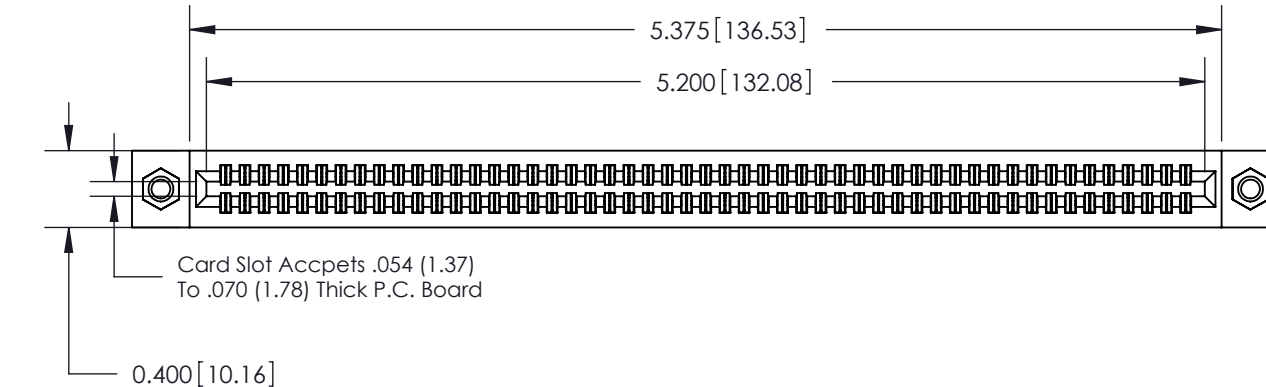 5.375[136.53]
5.200[132.08]
Card Slot Accpets .054 (1.37)
To .070 (1.78) Thick P.C. Board
0.400[10.16]